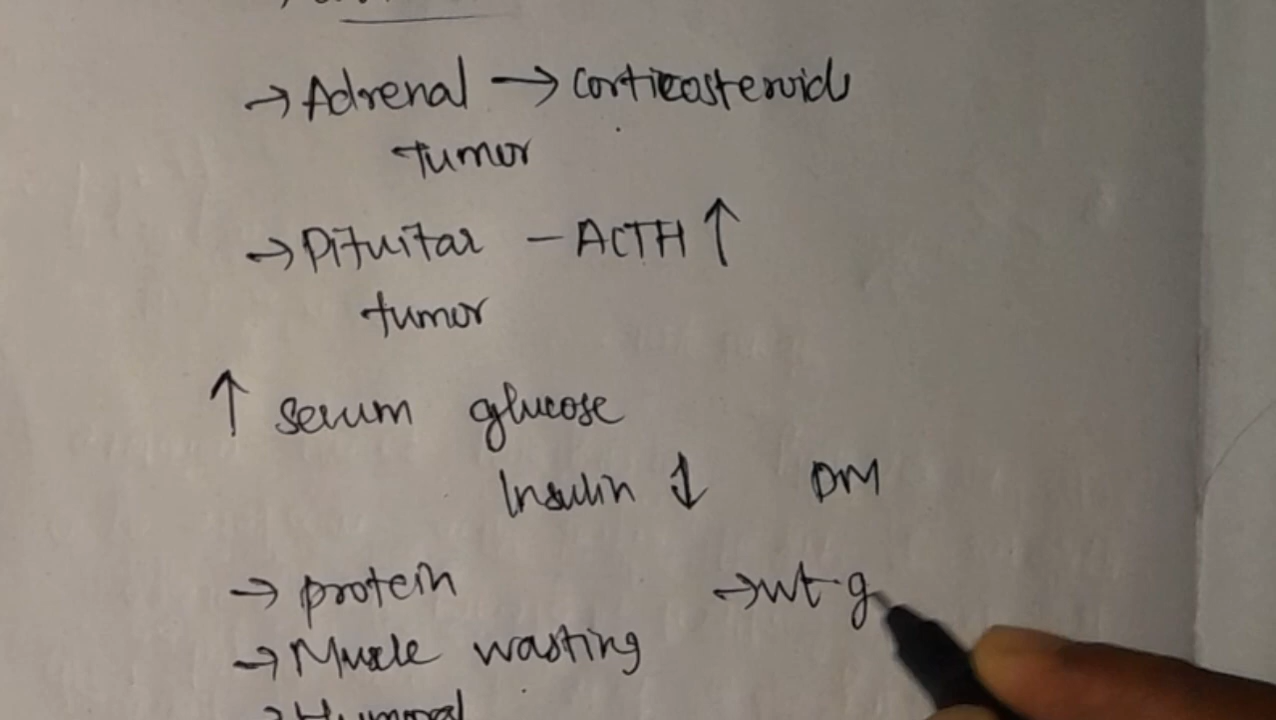 → Adrenal → Corticosteroid
tumor
→ Pituitar - ACTH ↑
tumor
↑ serum glucose
Insulin ↓ DM
→ protein → wt. g
→ Muscle wasting